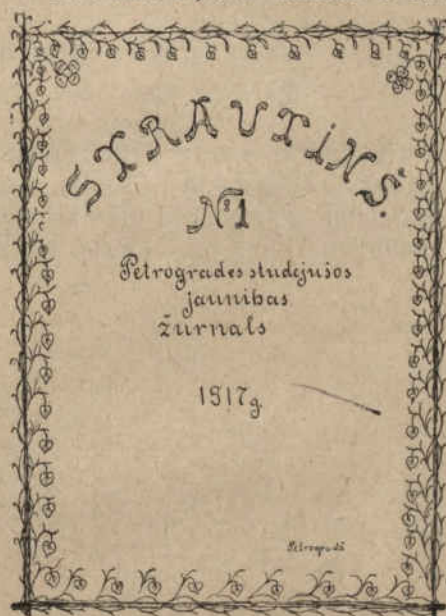 STRAUTIŅŠ.
№1
Petrogrades studejušos
jaunibas
žurnals
1917g
Petrogradā